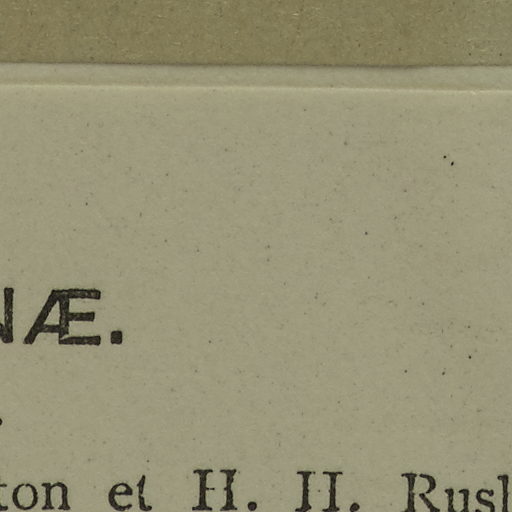 NÆ.
ton et H. H. Rusl